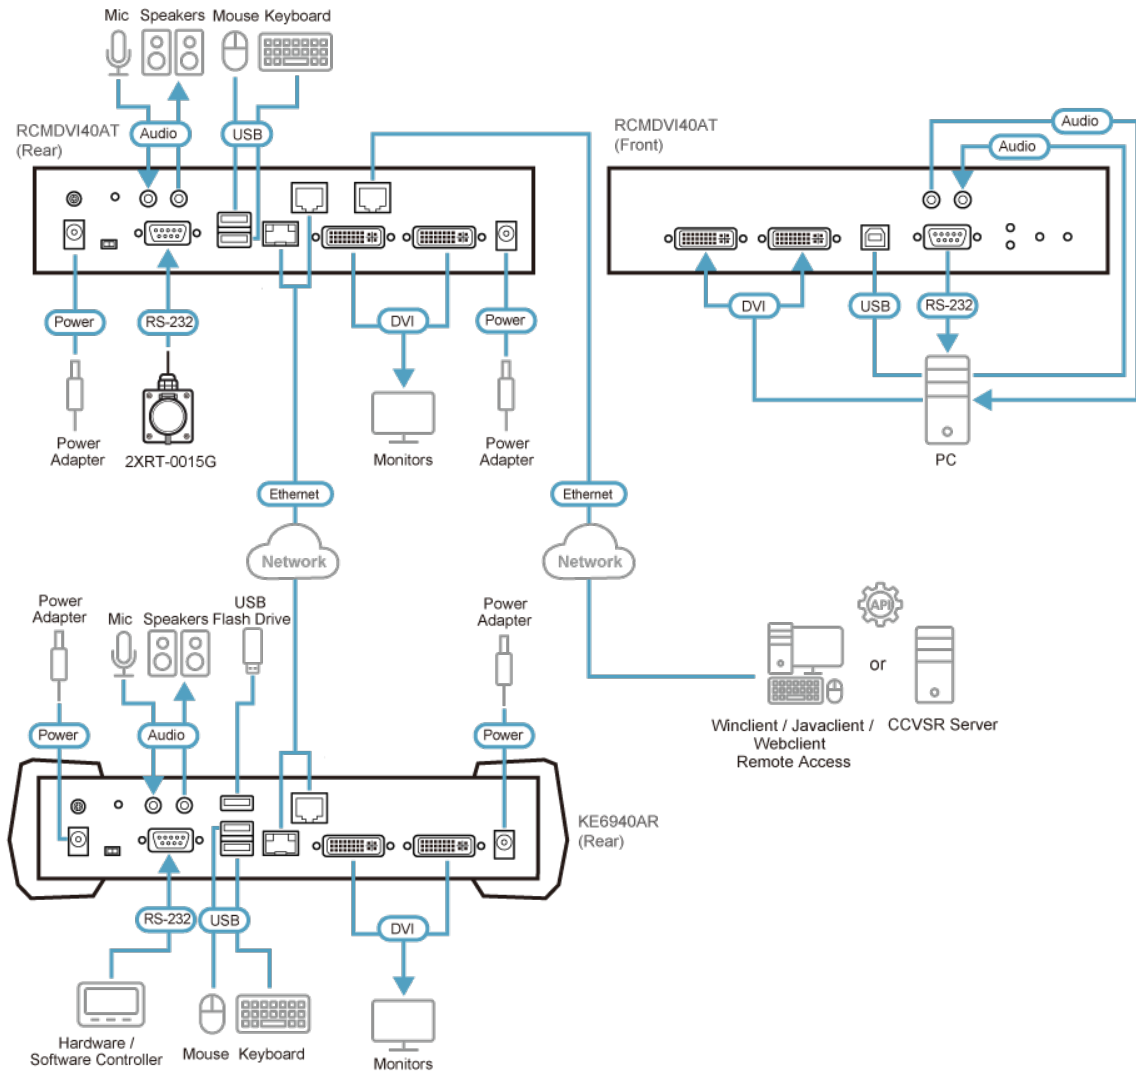 Mic Speakers Mouse Keyboard
RCMDVI40AT
(Rear)
Audio
USB
Power
RS-232
DVI
Power
Power
Adapter
2XRT-0015G
Monitors
Power
Adapter
RCMDVI40AT
(Front)
Audio
Audio
DVI
USB
RS-232
PC
Ethernet
Ethernet
Network
Network
Power
Adapter
Mic Speakers
USB
Flash Drive
Power
Adapter
API
or
Winclient / Javaclient /
Webclient
Remote Access
CCVSR Server
Power
Audio
Power
KE6940AR
(Rear)
RS-232
USB
DVI
Hardware /
Software Controller
Mouse Keyboard
Monitors